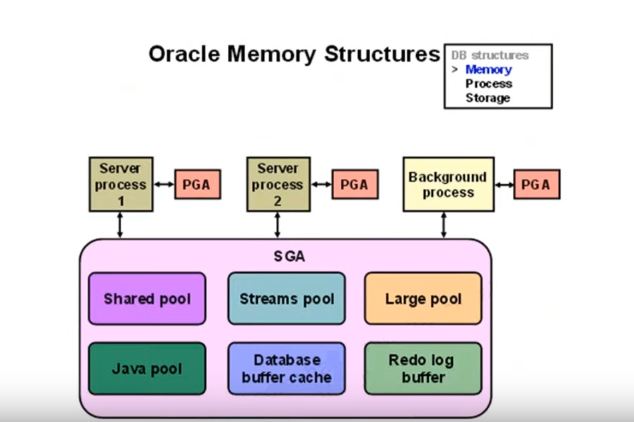 Oracle Memory Structures
DB structures
> Memory
Process
Storage
Server
process
1
PGA
Server
process
2
PGA
Background
process
PGA
SGA
Shared pool
Streams pool
Large pool
Java pool
Database
buffer cache
Redo log
buffer